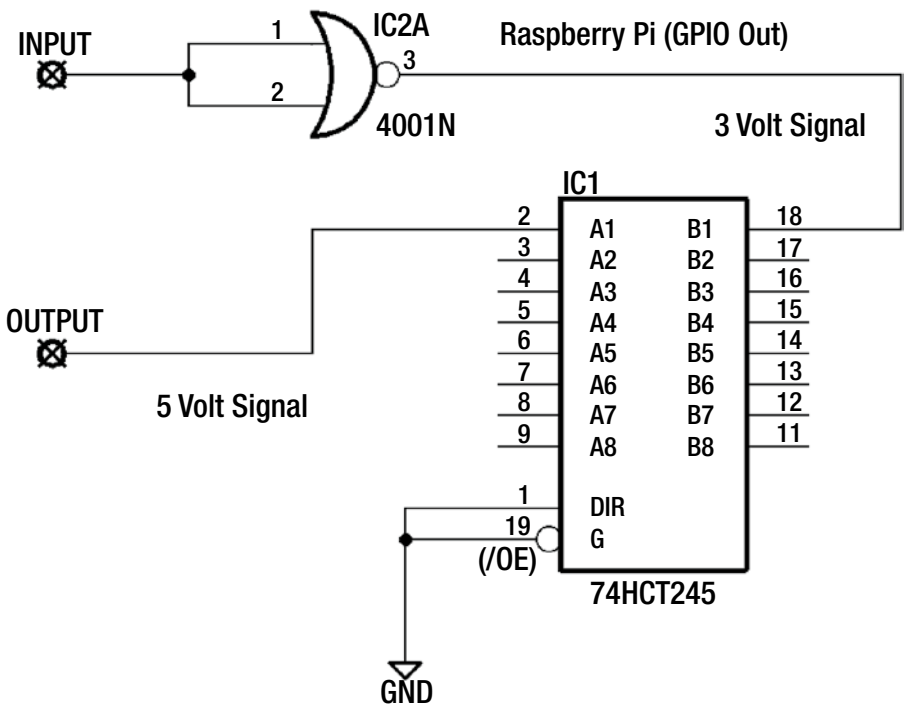 INPUT
1
2
IC2A
3
4001N
Raspberry Pi (GPIO Out)
3 Volt Signal
IC1
2 A1 B1 18
3 A2 B2 17
4 A3 B3 16
5 A4 B4 15
6 A5 B5 14
7 A6 B6 13
8 A7 B7 12
9 A8 B8 11
OUTPUT
5 Volt Signal
1 DIR
19 G
(/OE)
74HCT245
GND